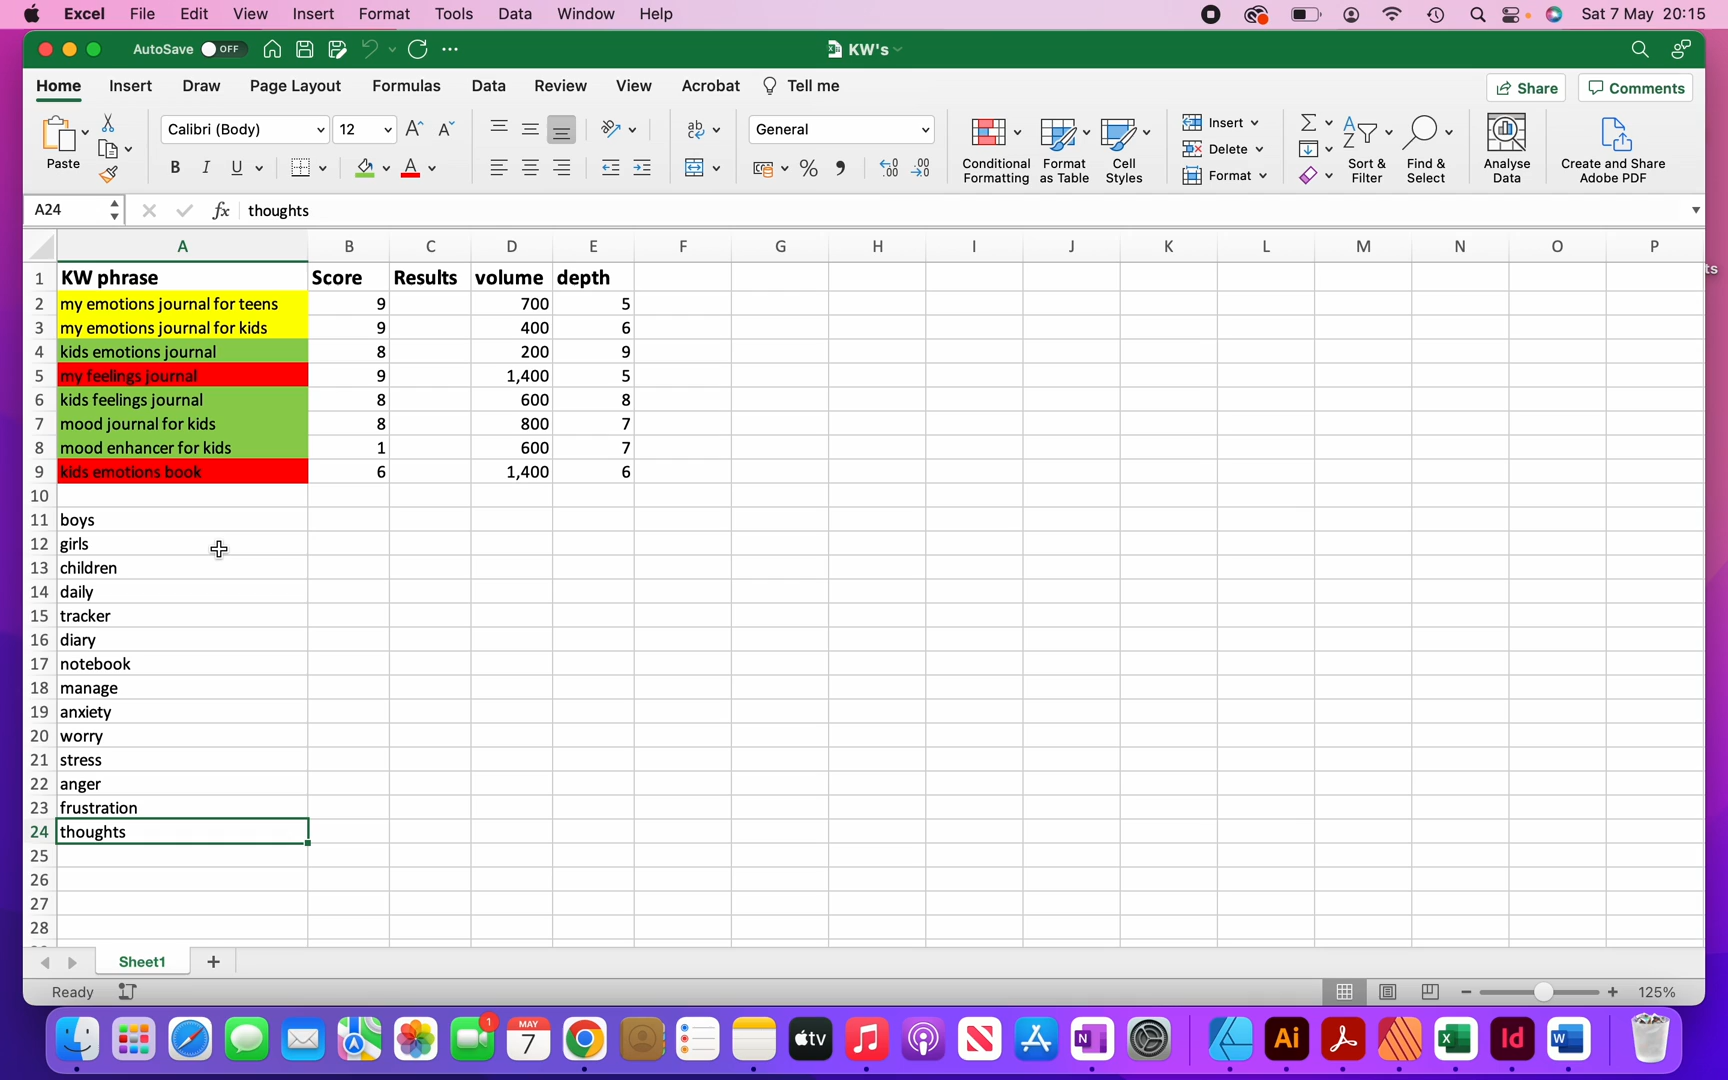 Excel File Edit View Insert Format Tools Data Window Help Sat 7 May 20:15
AutoSave OFF KW's
Home Insert Draw Page Layout Formulas Data Review View Acrobat Tell me Share Comments
Paste Calibri (Body) 12 General Conditional Formatting Format as Table Cell Styles Insert Delete Format Sort & Filter Find & Select Analyse Data Create and Share Adobe PDF
A24 fx thoughts
A B C D E F G H I J K L M N O P
1 KW phrase Score Results volume depth
2 my emotions journal for teens 9 700 5
3 my emotions journal for kids 9 400 6
4 kids emotions journal 8 200 9
5 my feelings journal 9 1,400 5
6 kids feelings journal 8 600 8
7 mood journal for kids 8 800 7
8 mood enhancer for kids 1 600 7
9 kids emotions book 6 1,400 6
10
11 boys
12 girls
13 children
14 daily
15 tracker
16 diary
17 notebook
18 manage
19 anxiety
20 worry
21 stress
22 anger
23 frustration
24 thoughts
25
26
27
28
Sheet1
Ready 125%
1 MAY 7 tv N Ai X Id W